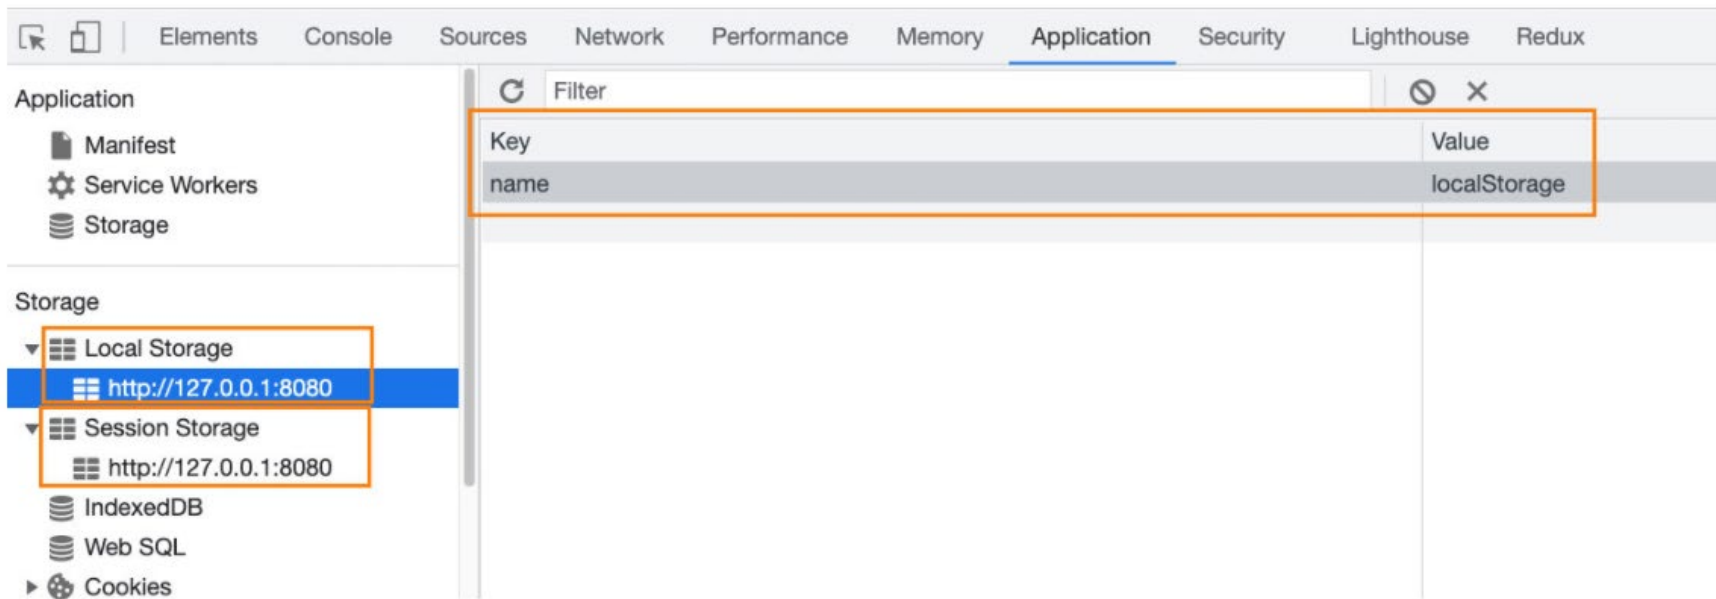 Elements Console Sources Network Performance Memory Application Security Lighthouse Redux
Application
Manifest
Service Workers
Storage
Storage
Local Storage
http://127.0.0.1:8080
Session Storage
http://127.0.0.1:8080
IndexedDB
Web SQL
Cookies
Filter
Key Value
name localStorage